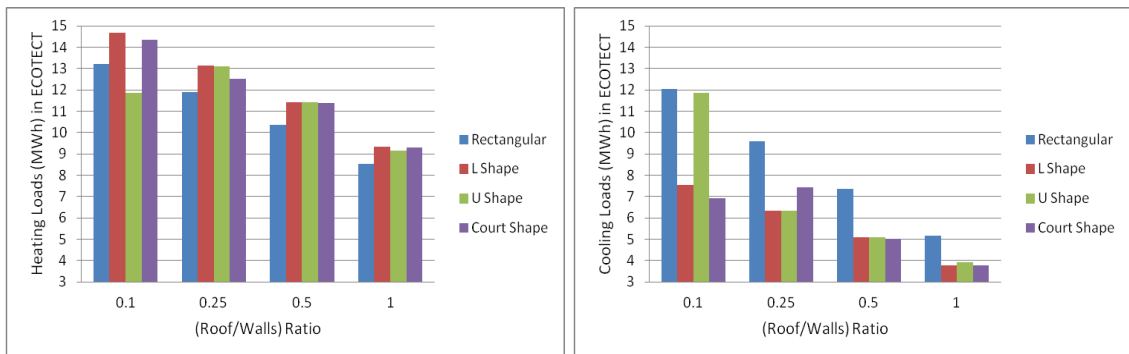 Heating Loads (MWh) in ECOTECT
15
14
13
12
11
10
9
8
7
6
5
4
3
0.1 0.25 0.5 1
(Roof/Walls) Ratio
Rectangular
L Shape
U Shape
Court Shape
Cooling Loads (MWh) in ECOTECT
15
14
13
12
11
10
9
8
7
6
5
4
3
0.1 0.25 0.5 1
(Roof/Walls) Ratio
Rectangular
L Shape
U Shape
Court Shape